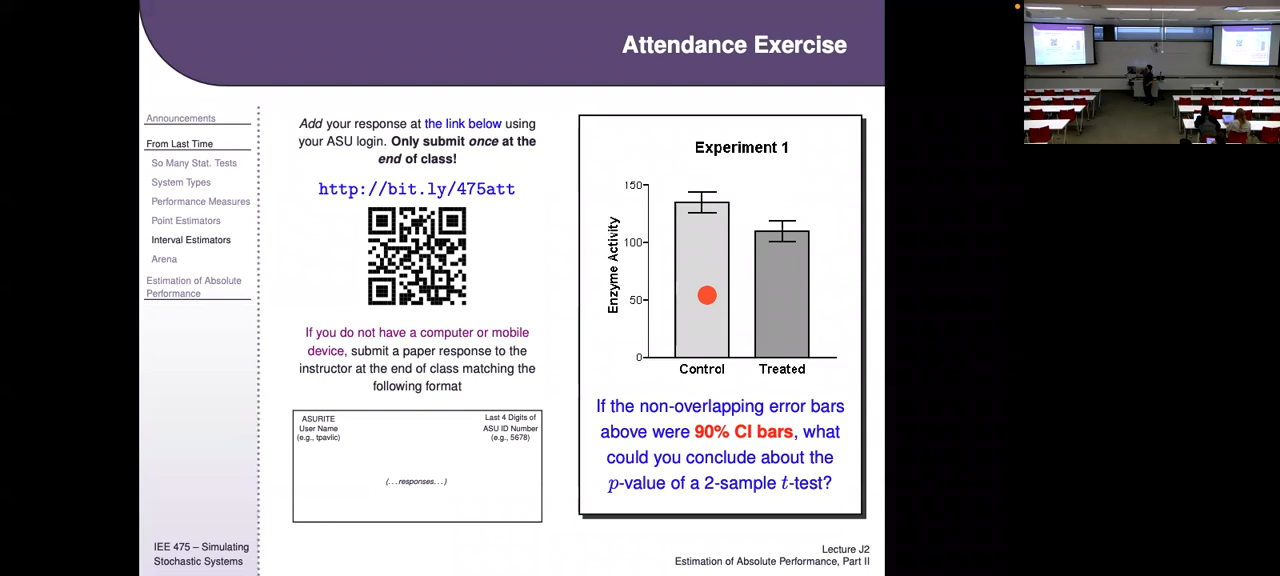 Attendance Exercise
Announcements
From Last Time
So Many Stat. Tests
System Types
Performance Measures
Point Estimators
Interval Estimators
Arena
Estimation of Absolute
Performance
Add your response at the link below using
your ASU login. Only submit once at the
end of class!
http://bit.ly/475att
If you do not have a computer or mobile
device, submit a paper response to the
instructor at the end of class matching the
following format
ASURITE
User Name
(e.g., tpavlic)
Last 4 Digits of
ASU ID Number
(e.g., 5678)
(...responses...)
Experiment 1
Enzyme Activity
150
100
50
0
Control
Treated
If the non-overlapping error bars
above were 90% CI bars, what
could you conclude about the
p-value of a 2-sample t-test?
IEE 475 – Simulating
Stochastic Systems
Lecture J2
Estimation of Absolute Performance, Part II